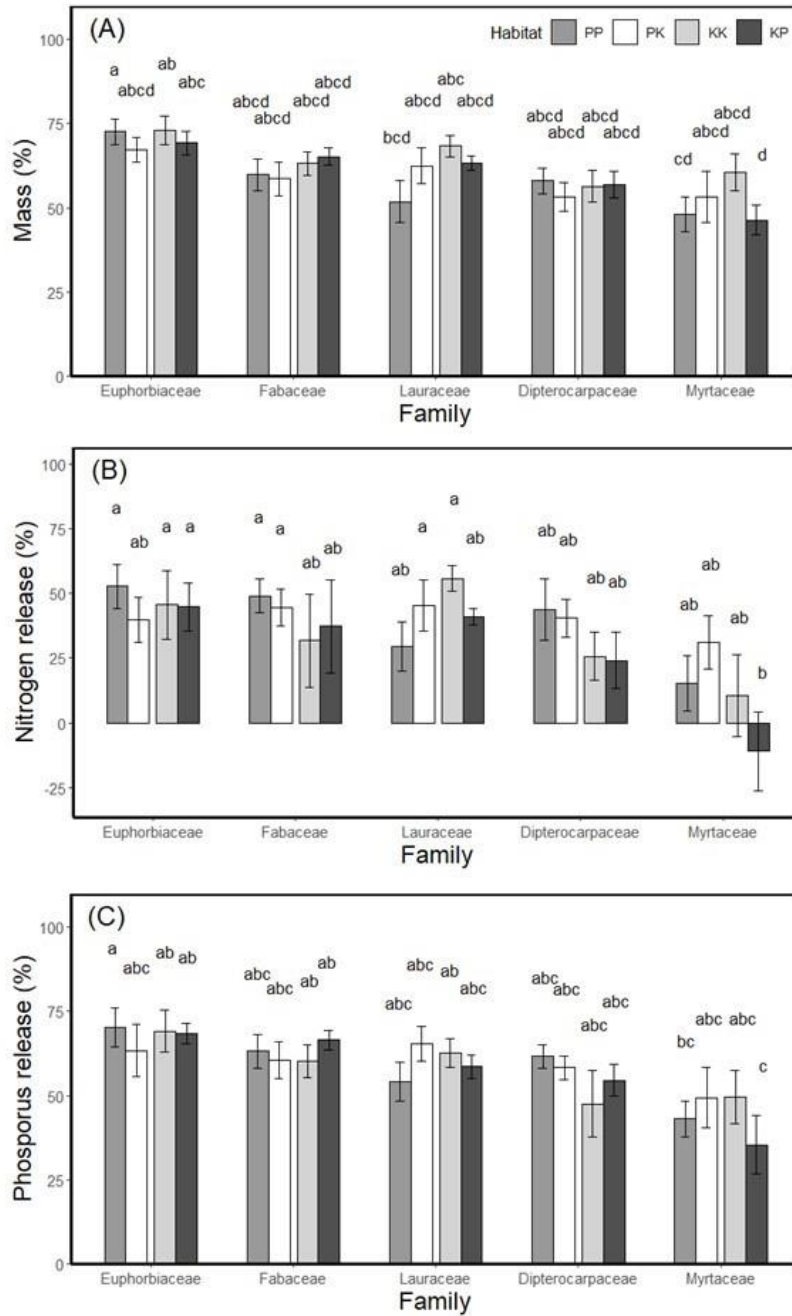 (A)
Habitat PP PK KK KP
Mass (%)
100
75
50
25
0
a abcd ab abc
abcd abcd abcd abcd
bcd abcd abc abcd
abcd abcd abcd abcd
cd abcd abcd d
Euphorbiaceae Fabaceae Lauraceae Dipterocarpaceae Myrtaceae
Family
(B)
Nitrogen release (%)
100
75
50
25
0
-25
a ab a a
a a ab ab
ab a a ab
ab ab ab ab
ab ab ab b
Euphorbiaceae Fabaceae Lauraceae Dipterocarpaceae Myrtaceae
Family
(C)
Phosporus release (%)
100
75
50
25
0
a abc ab ab
abc abc ab ab
abc abc ab abc
abc abc abc abc
bc abc abc c
Euphorbiaceae Fabaceae Lauraceae Dipterocarpaceae Myrtaceae
Family